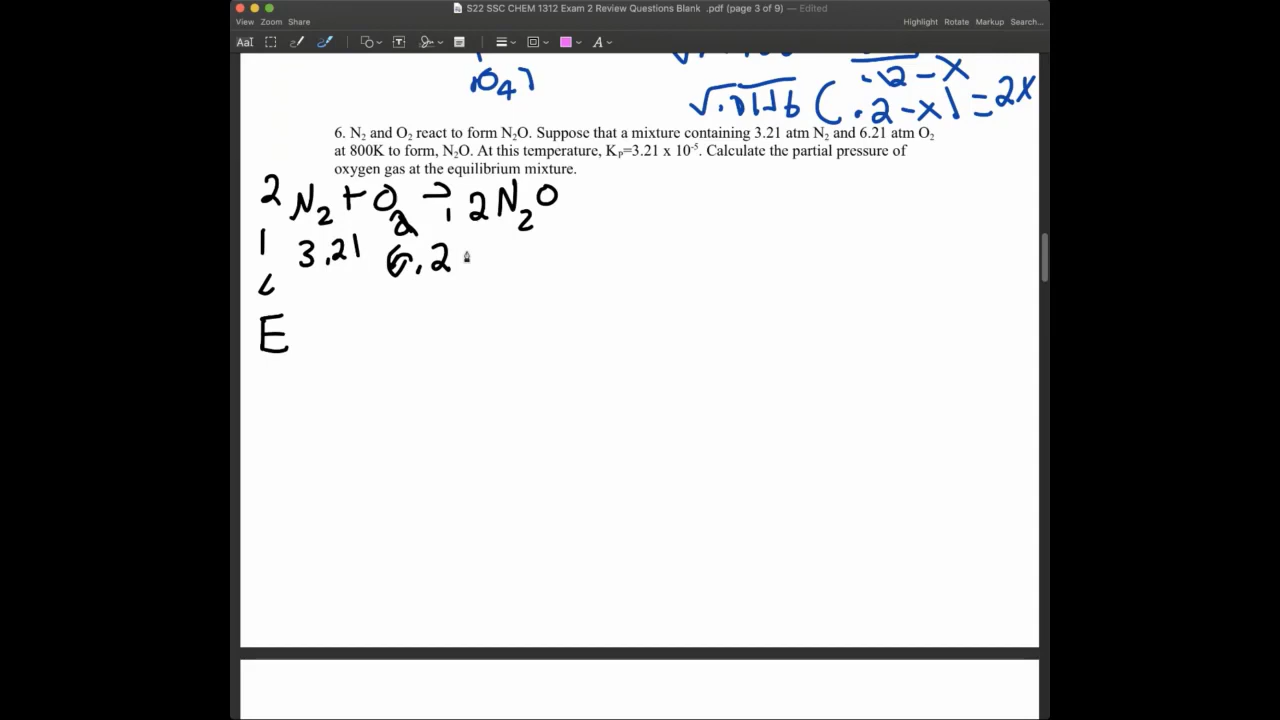 S22 SSC CHEM 1312 Exam 2 Review Questions Blank .pdf (page 3 of 9) — Edited
View Zoom Share Highlight Rotate Markup Search...
AaI A
.2 - x
O4)
(.2-x) = 2x
6. N₂ and O₂ react to form N₂O. Suppose that a mixture containing 3.21 atm N₂ and 6.21 atm O₂
at 800K to form, N₂O. At this temperature, Kₚ=3.21 x 10⁻⁵. Calculate the partial pressure of
oxygen gas at the equilibrium mixture.
2 N₂ + O₂ ⇌ 2N₂O
I 3.21 6.2
C
E